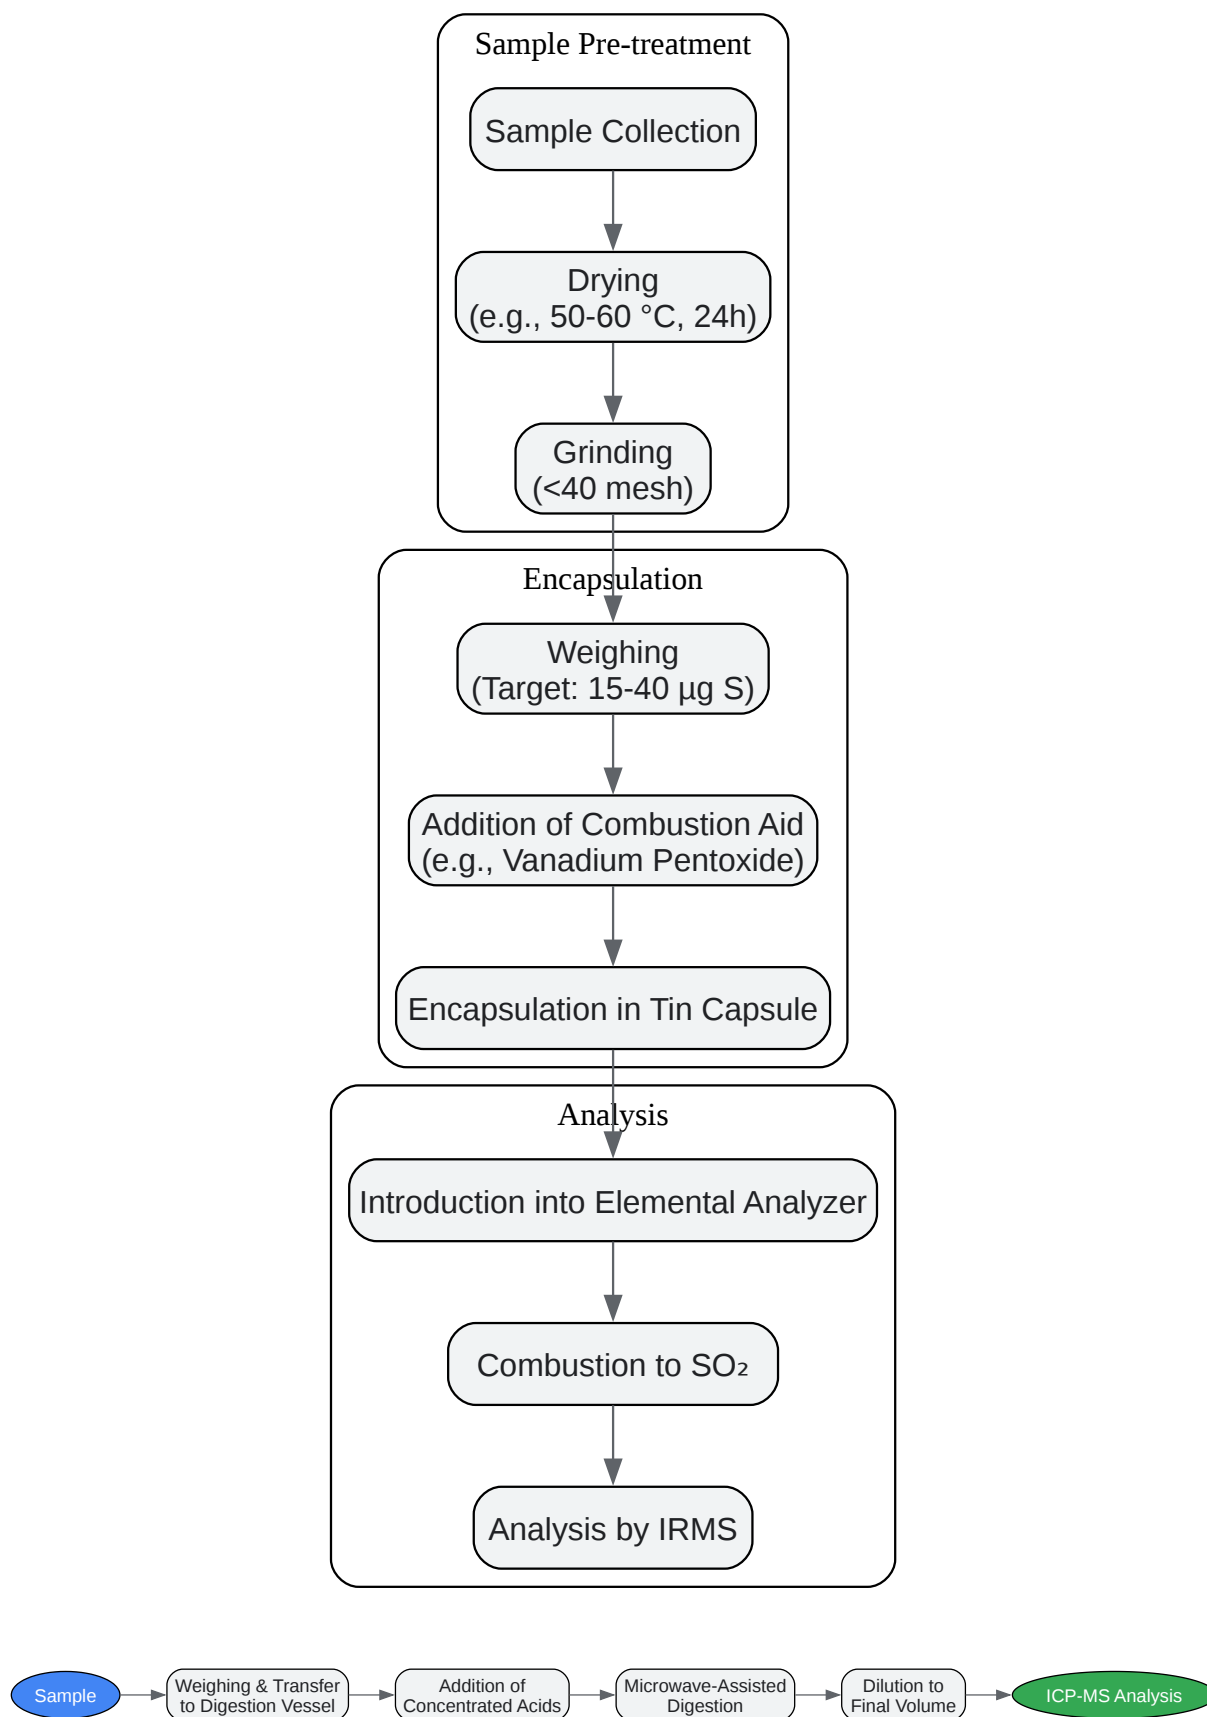 Sample Pre-treatment
Sample Collection
Drying
(e.g., 50-60 °C, 24h)
Grinding
(<40 mesh)
Encapsulation
Weighing
(Target: 15-40 µg S)
Addition of Combustion Aid
(e.g., Vanadium Pentoxide)
Encapsulation in Tin Capsule
Analysis
Introduction into Elemental Analyzer
Combustion to SO₂
Analysis by IRMS
Sample
Weighing & Transfer
to Digestion Vessel
Addition of
Concentrated Acids
Microwave-Assisted
Digestion
Dilution to
Final Volume
ICP-MS Analysis